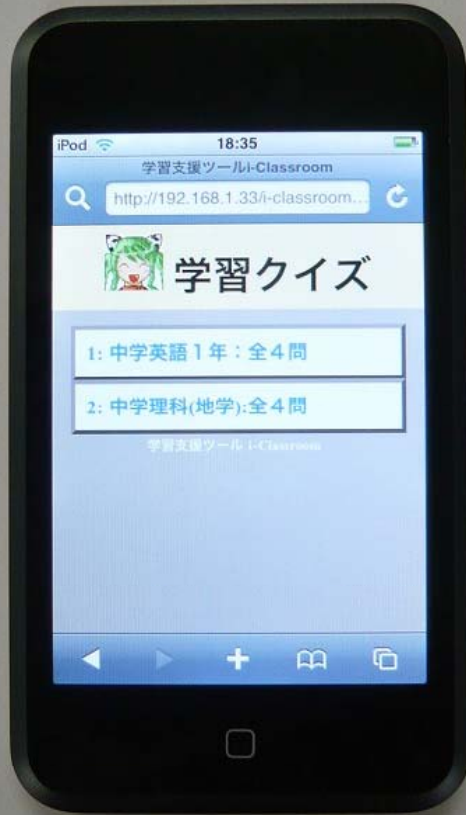 iPod 18:35
学習支援ツールi-Classroom
http://192.168.1.33/i-classroom...
学習クイズ
1: 中学英語１年：全４問
2: 中学理科(地学):全４問
学習支援ツール i-Classroom